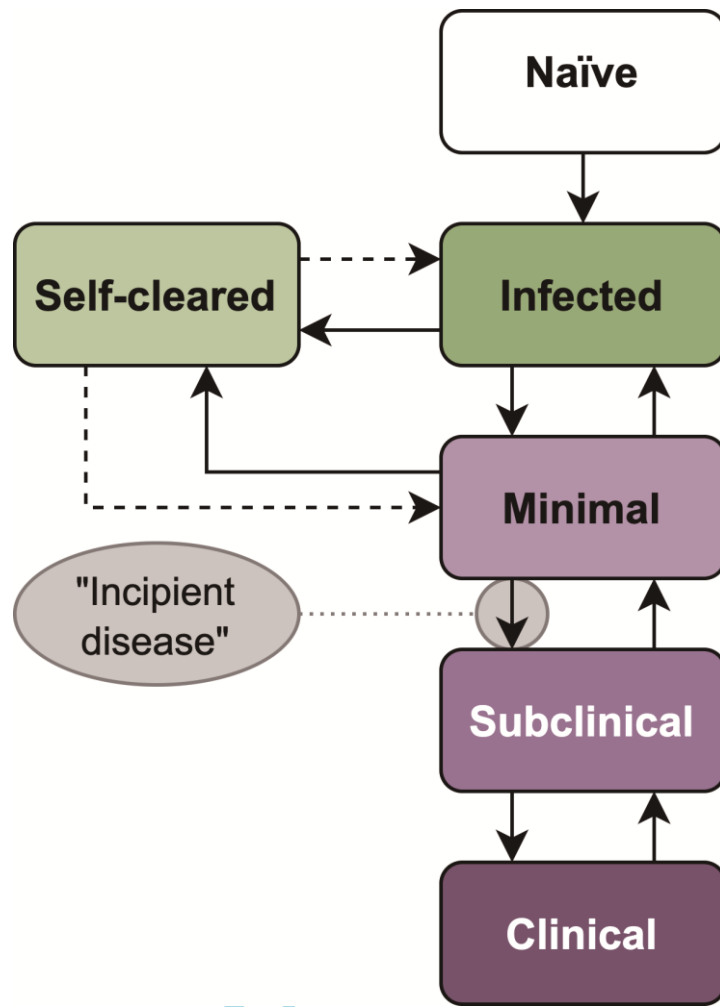 Naïve
Self-cleared
Infected
Minimal
"Incipient
disease"
Subclinical
Clinical